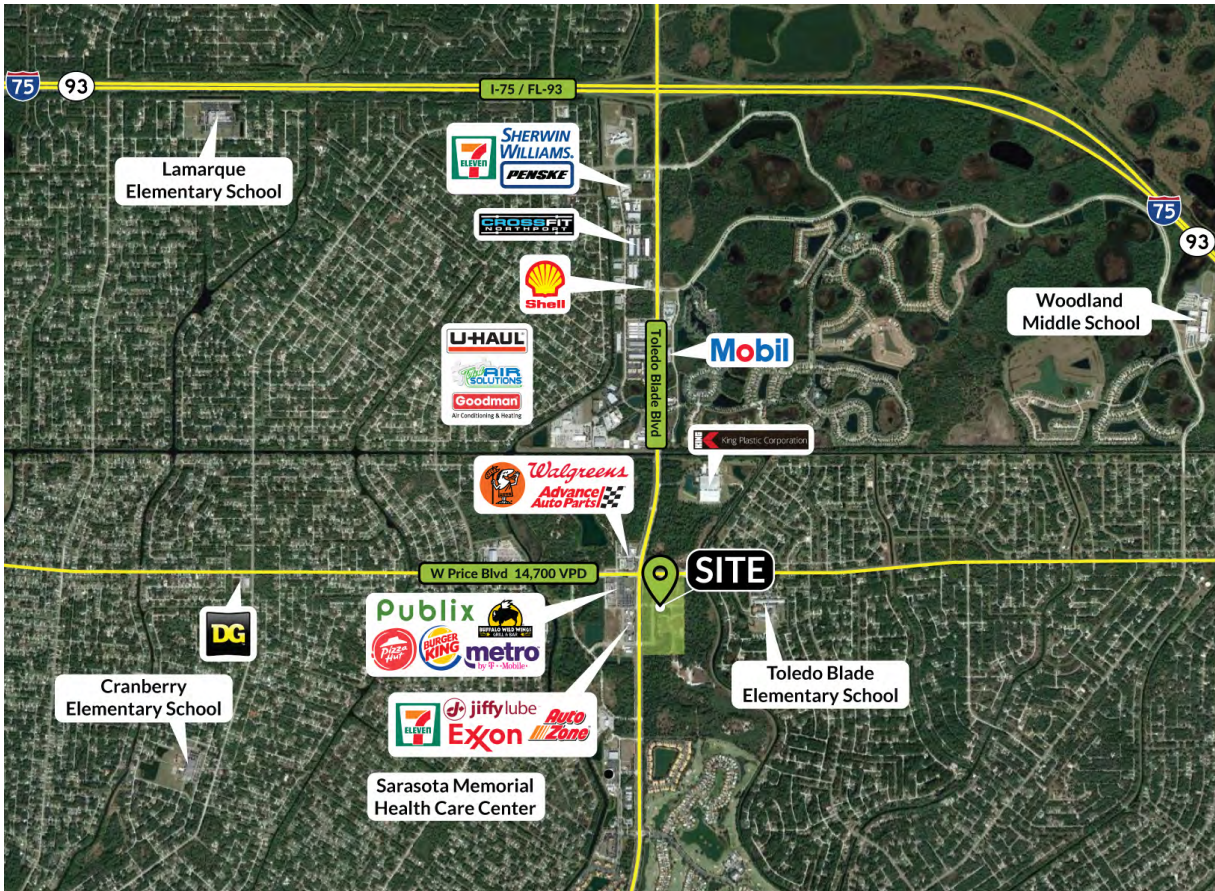 75
93
I-75 / FL-93
Lamarque
Elementary School
7
ELEVEN
SHERWIN
WILLIAMS.
PENSKE
CROSSFIT
NORTHPORT
Shell
75
93
Woodland
Middle School
U-HAUL
AIR
SOLUTIONS
Goodman
Air Conditioning & Heating
Toledo Blade Blvd
Mobil
KING
King Plastic Corporation
Walgreens
Advance
Auto Parts
W Price Blvd 14,700 VPD
SITE
DG
Publix
BUFFALO WILD WINGS
GRILL & BAR
Pizza
Hut
BURGER
KING
metro
by T-Mobile
Cranberry
Elementary School
Toledo Blade
Elementary School
7
ELEVEN
jiffy lube
Exxon
Auto
Zone
Sarasota Memorial
Health Care Center